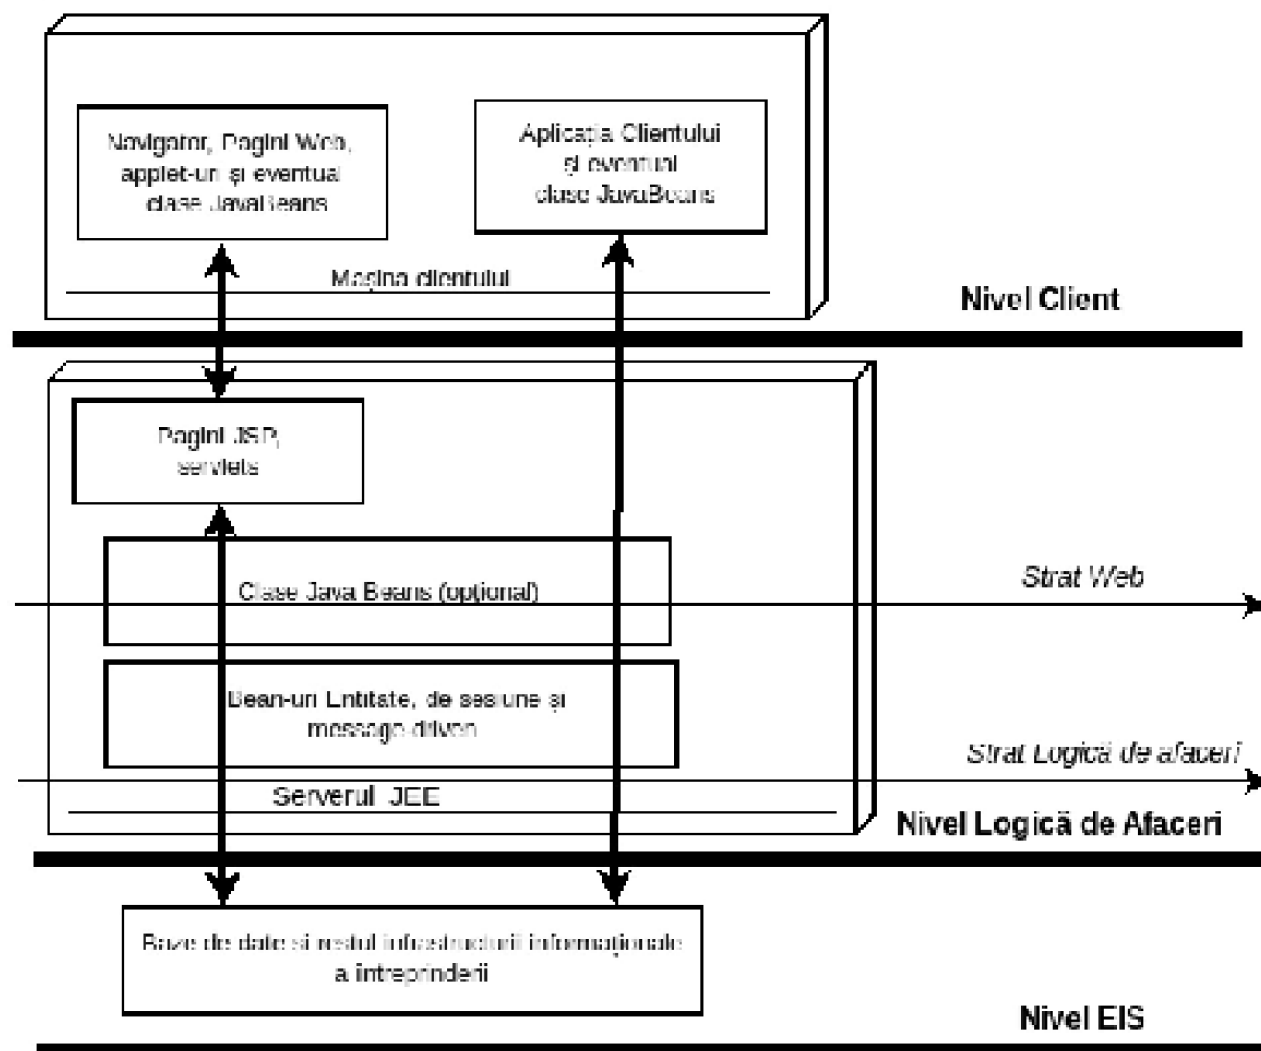 Navigator, Pagini Web,
applet-uri și eventual
clase JavaBeans
Aplicația Clientului
și eventual
clase JavaBeans
Mașina clientului
Nivel Client
Pagini JSP,
servlets
Clase Java Beans (opțional)
Strat Web
Bean-uri Entitate, de sesiune și
message-driven
Strat Logică de afaceri
Serverul JEE
Nivel Logică de Afaceri
Baze de date si restul infrastructurii informaționale
a intreprinderii
Nivel EIS